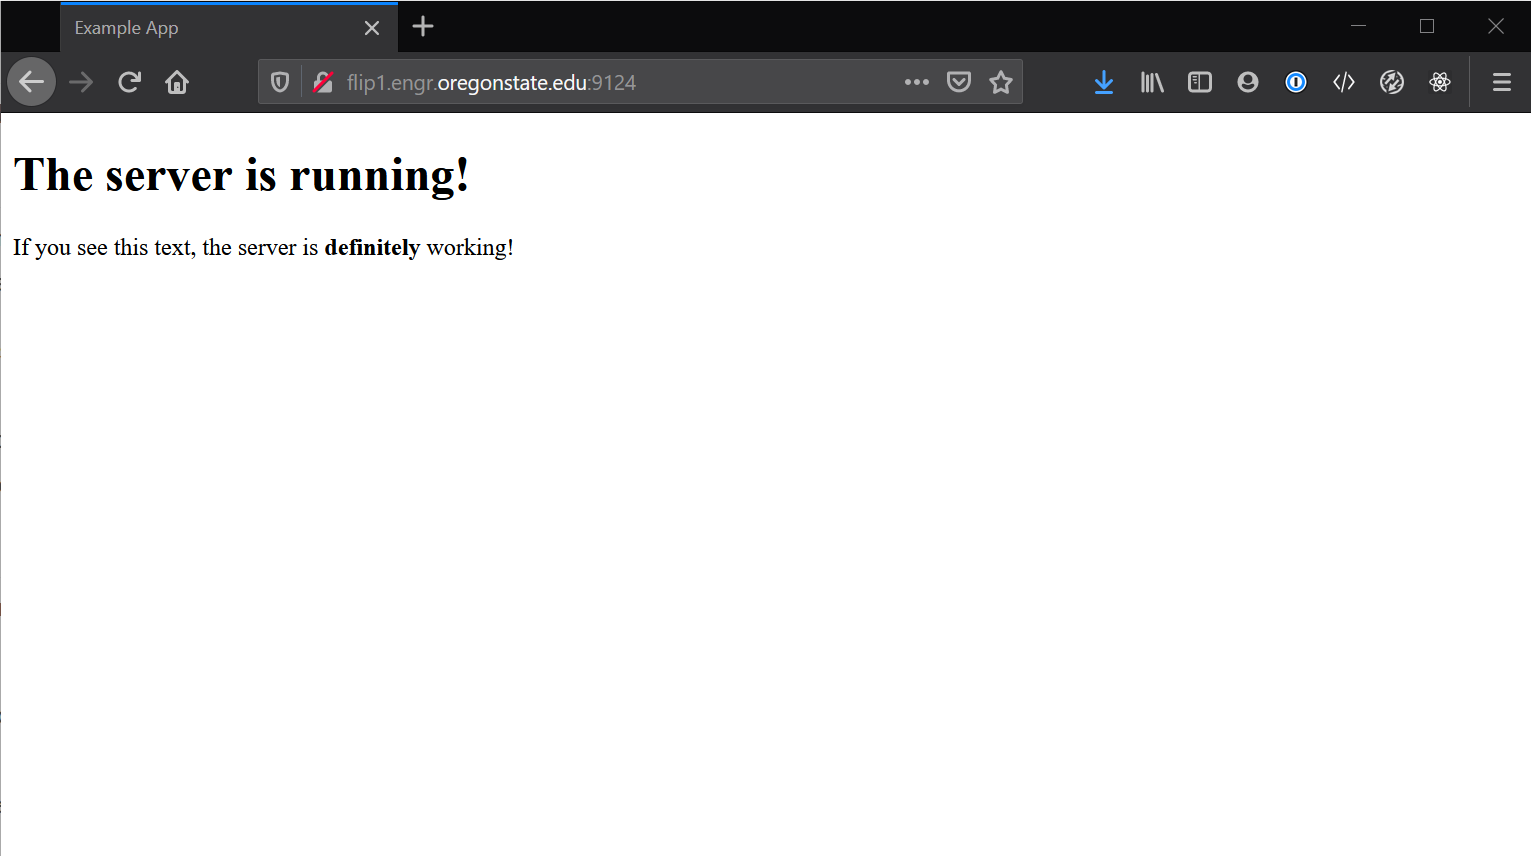 Example App
flip1.engr.oregonstate.edu:9124
The server is running!
If you see this text, the server is definitely working!